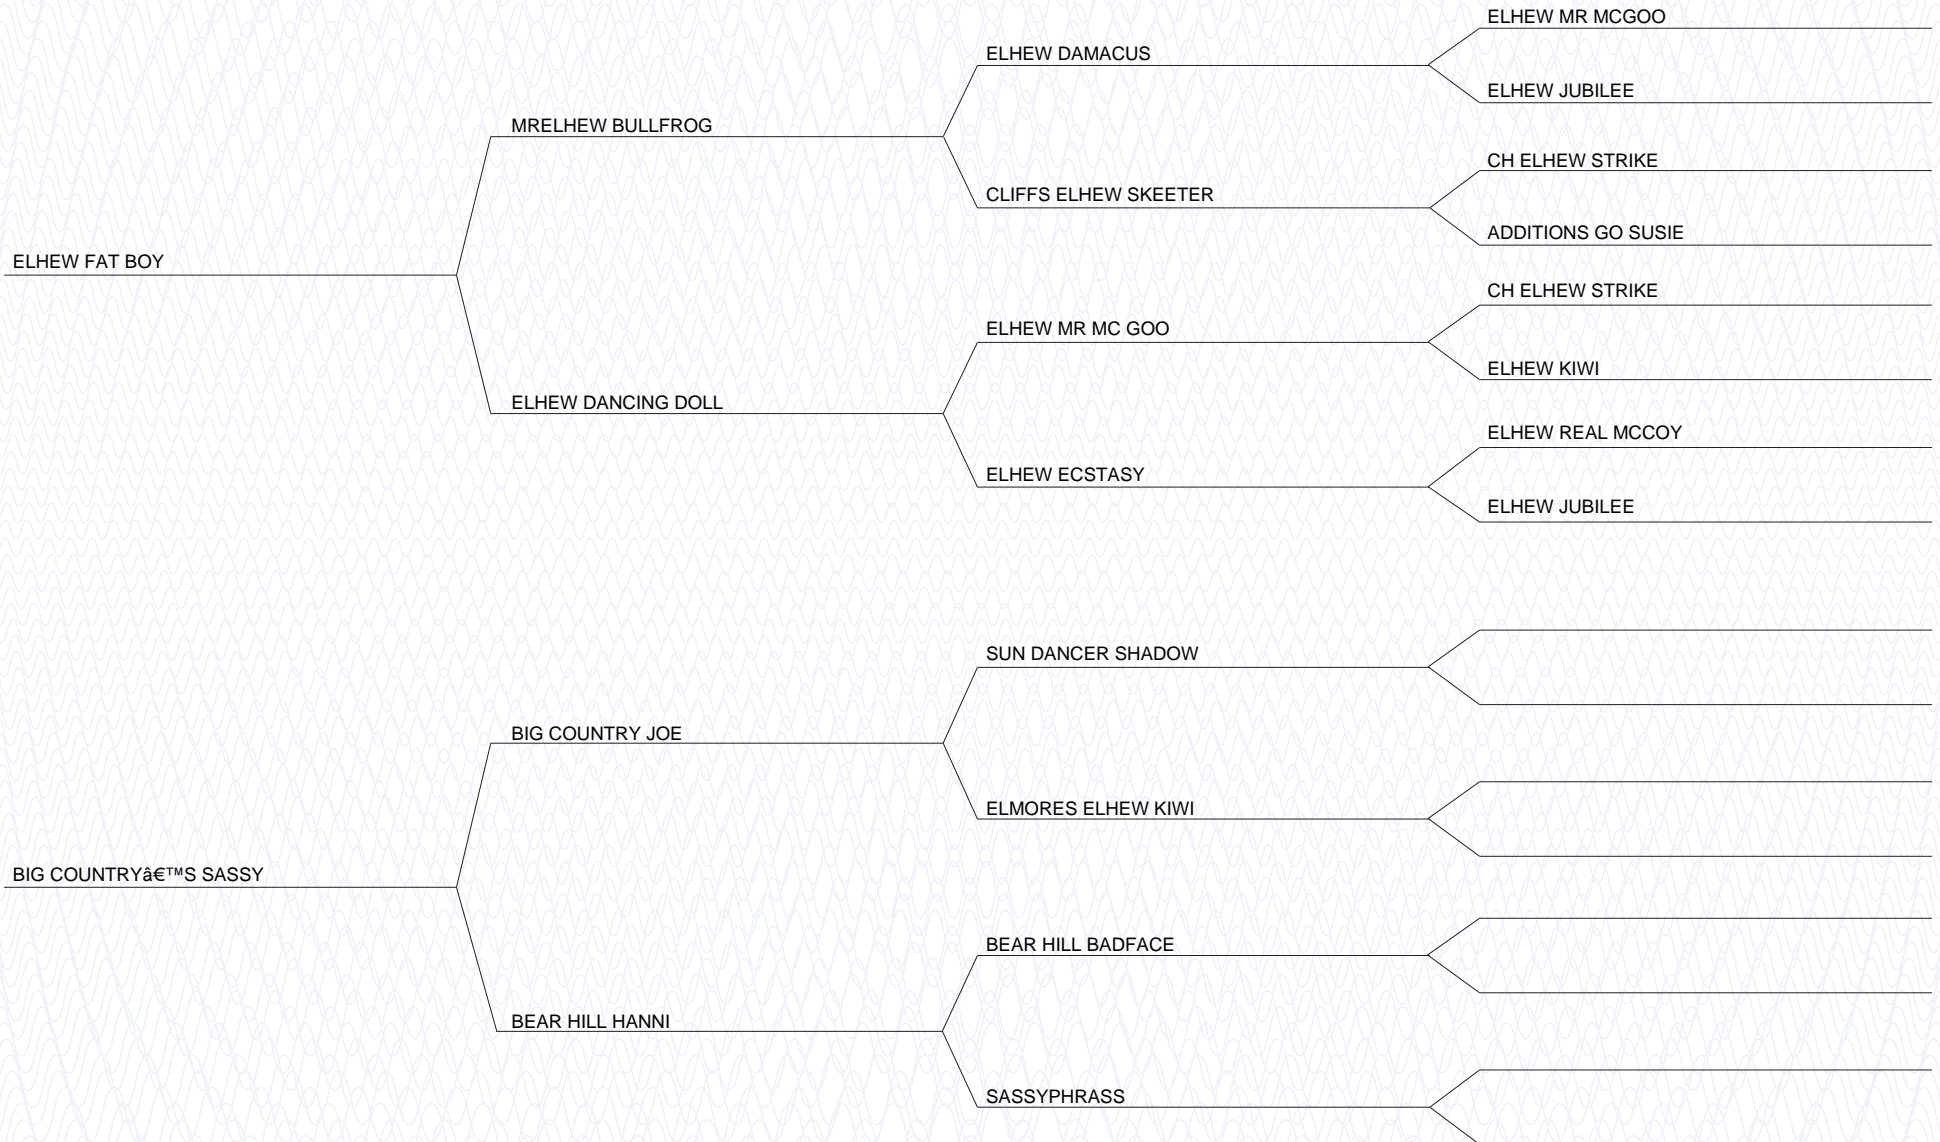 ELHEW MR MCGOO
ELHEW DAMACUS
ELHEW JUBILEE
MRELHEW BULLFROG
CH ELHEW STRIKE
CLIFFS ELHEW SKEETER
ADDITIONS GO SUSIE
ELHEW FAT BOY
CH ELHEW STRIKE
ELHEW MR MC GOO
ELHEW KIWI
ELHEW DANCING DOLL
ELHEW REAL MCCOY
ELHEW ECSTASY
ELHEW JUBILEE
SUN DANCER SHADOW
BIG COUNTRY JOE
ELMORES ELHEW KIWI
BIG COUNTRYâ€™S SASSY
BEAR HILL BADFACE
BEAR HILL HANNI
SASSYPHRASS